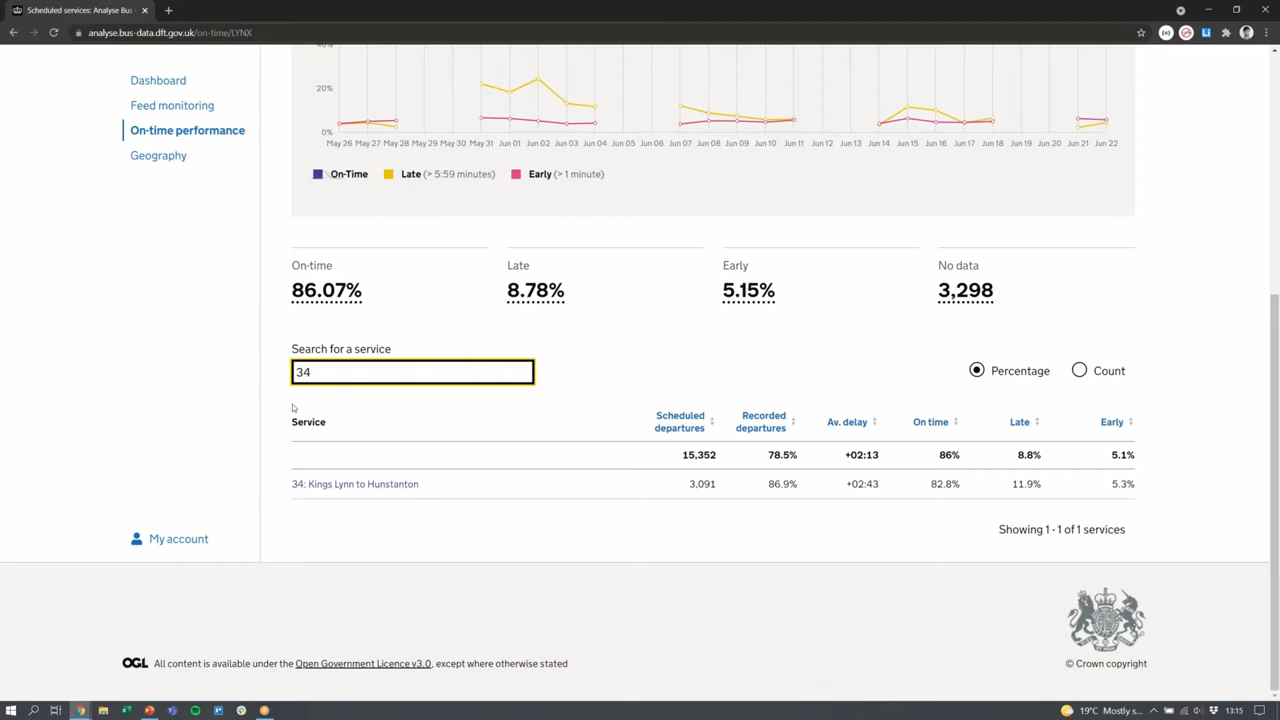 Scheduled services: Analyse Bus
analyse.bus-data.dft.gov.uk/on-time/LYNX
Dashboard
Feed monitoring
On-time performance
Geography
My account
40%
20%
0%
May 26 May 27 May 28 May 29 May 30 May 31 Jun 01 Jun 02 Jun 03 Jun 04 Jun 05 Jun 06 Jun 07 Jun 08 Jun 09 Jun 10 Jun 11 Jun 12 Jun 13 Jun 14 Jun 15 Jun 16 Jun 17 Jun 18 Jun 19 Jun 20 Jun 21 Jun 22
On-Time Late (> 5:59 minutes) Early (> 1 minute)
On-time Late Early No data
86.07% 8.78% 5.15% 3,298
Search for a service
34
Percentage Count
Service Scheduled departures Recorded departures Av. delay On time Late Early
15,352 78.5% +02:13 86% 8.8% 5.1%
34: Kings Lynn to Hunstanton 3,091 86.9% +02:43 82.8% 11.9% 5.3%
Showing 1 - 1 of 1 services
OGL All content is available under the Open Government Licence v3.0, except where otherwise stated
© Crown copyright
19°C Mostly s... 13:15